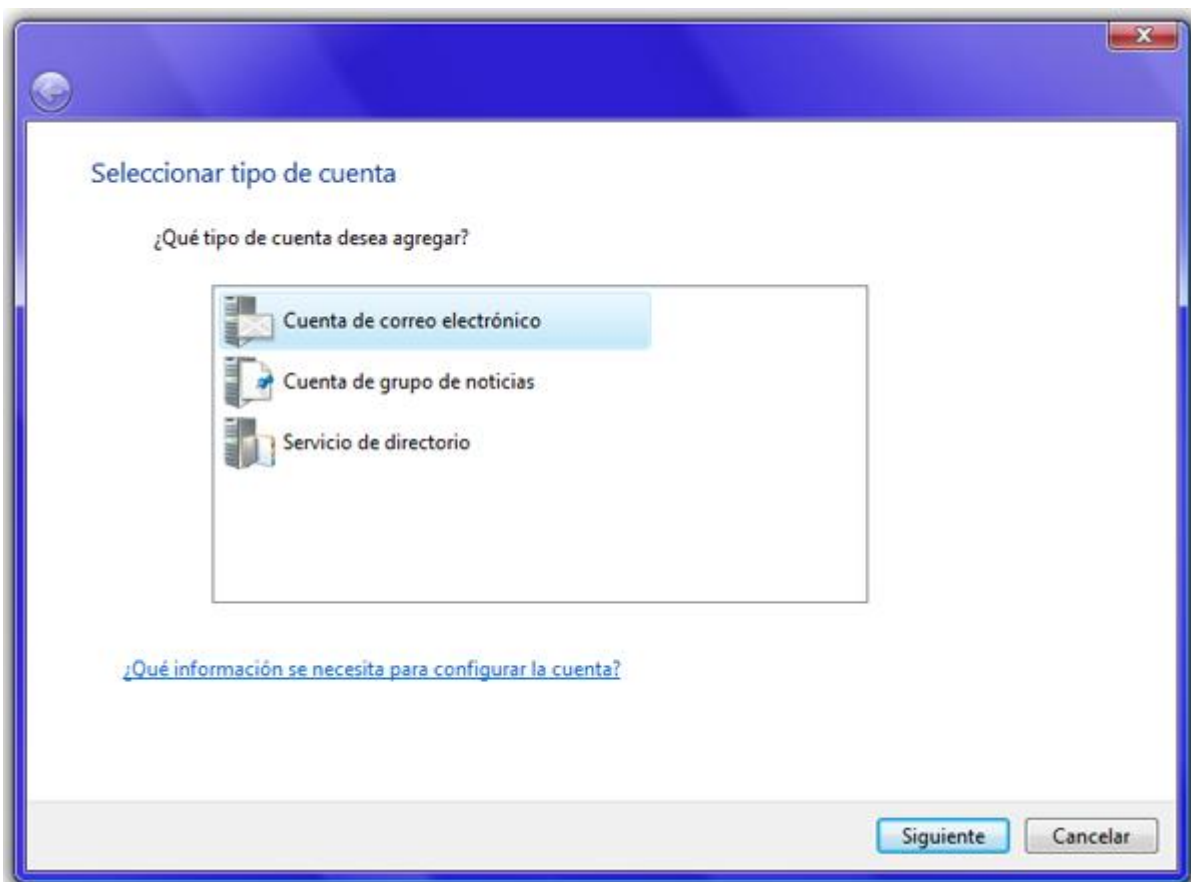 Seleccionar tipo de cuenta
¿Qué tipo de cuenta desea agregar?
Cuenta de correo electrónico
Cuenta de grupo de noticias
Servicio de directorio
¿Qué información se necesita para configurar la cuenta?
Siguiente Cancelar